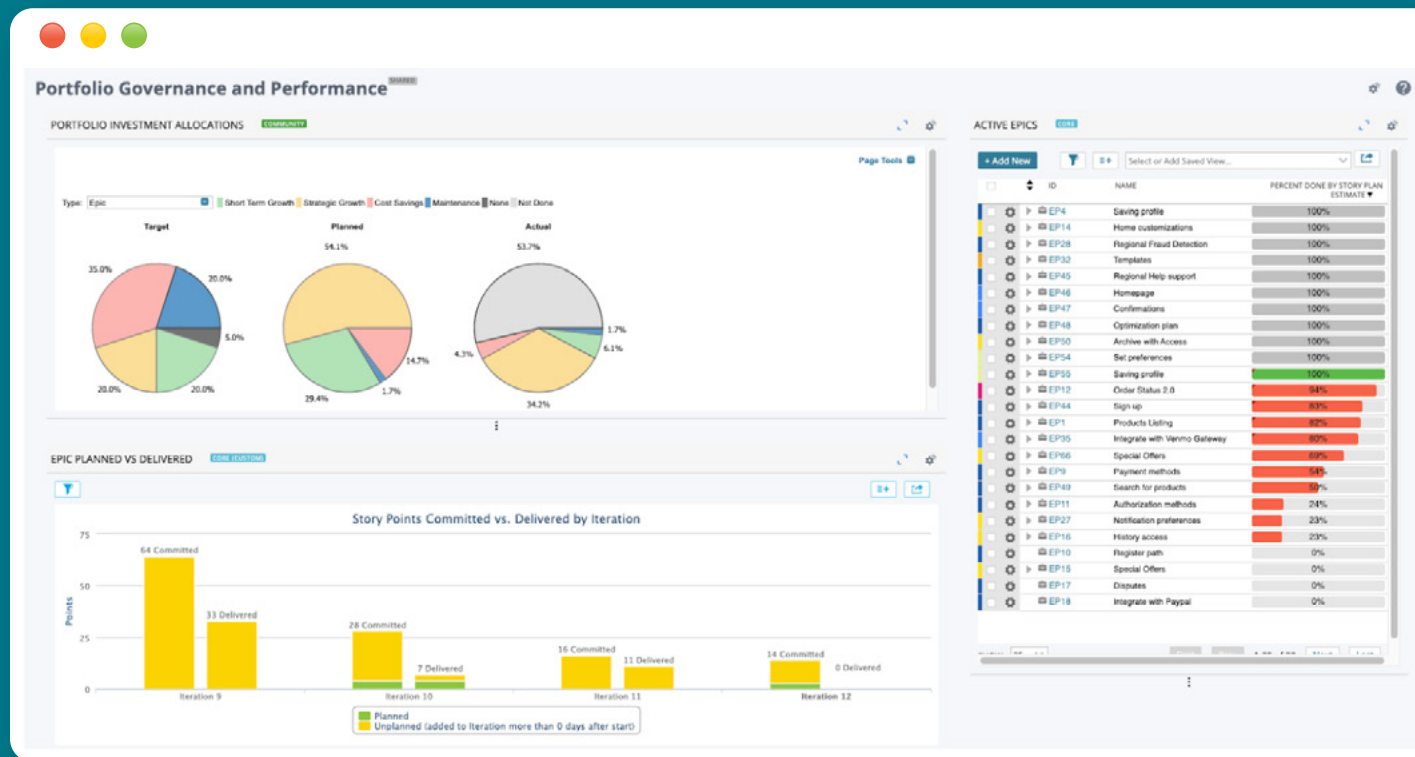 Portfolio Governance and Performance SHARED
PORTFOLIO INVESTMENT ALLOCATIONS COMMUNITY
Page Tools
Type: Epic Short Term Growth Strategic Growth Cost Savings Maintenance None Not Done
Target Planned Actual
54.1% 53.7%
35.0% 20.0%
5.0% 1.7%
14.7% 4.3% 6.1%
20.0% 20.0% 29.4% 1.7% 34.2%
EPIC PLANNED VS DELIVERED CORE (CUSTOM)
Story Points Committed vs. Delivered by Iteration
Points
75
50
25
0
64 Committed
33 Delivered
28 Committed
7 Delivered
16 Committed
11 Delivered
14 Committed
0 Delivered
Iteration 9 Iteration 10 Iteration 11 Iteration 12
Planned
Unplanned (added to Iteration more than 0 days after start)
ACTIVE EPICS CORE
+ Add New Select or Add Saved View...
ID NAME PERCENT DONE BY STORY PLAN
ESTIMATE
EP4 Saving profile 100%
EP14 Home customizations 100%
EP28 Regional Fraud Detection 100%
EP32 Templates 100%
EP45 Regional Help support 100%
EP46 Homepage 100%
EP47 Confirmations 100%
EP48 Optimization plan 100%
EP50 Archive with Access 100%
EP54 Set preferences 100%
EP55 Saving profile 100%
EP12 Order Status 2.0 94%
EP44 Sign up 83%
EP1 Products Listing 82%
EP35 Integrate with Venmo Gateway 80%
EP66 Special Offers 69%
EP9 Payment methods 54%
EP49 Search for products 50%
EP11 Authorization methods 24%
EP27 Notification preferences 23%
EP16 History access 23%
EP10 Register path 0%
EP15 Special Offers 0%
EP17 Disputes 0%
EP18 Integrate with Paypal 0%